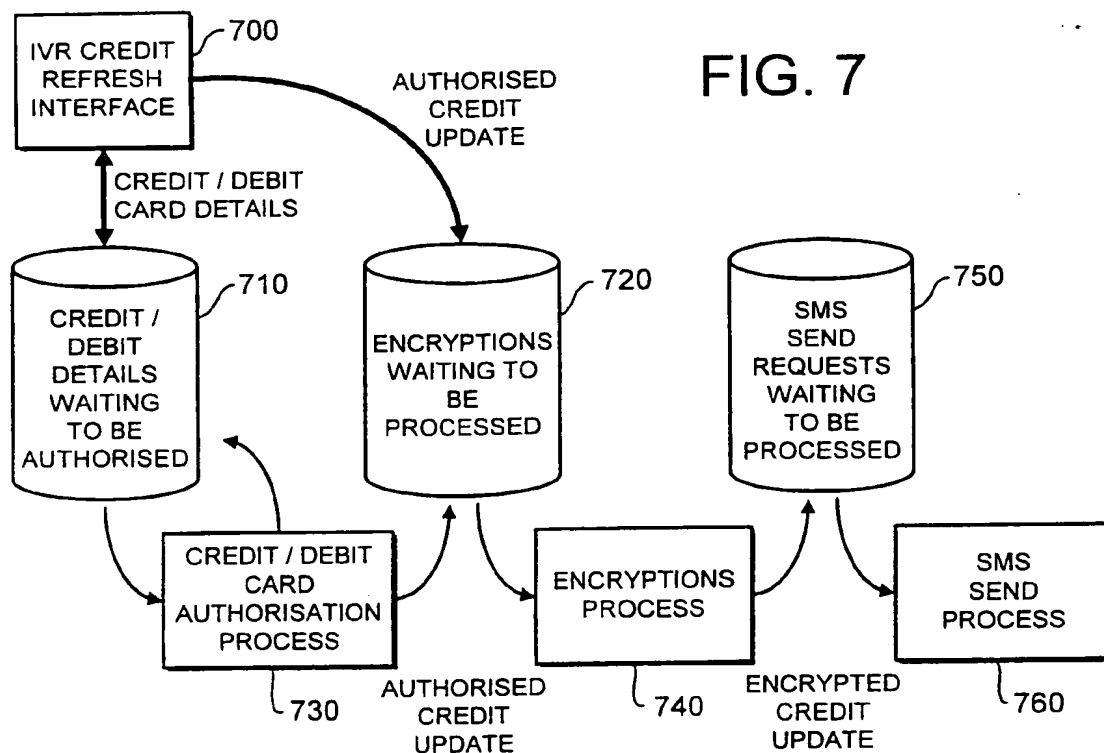 IVR CREDIT
REFRESH
INTERFACE
700
AUTHORISED
CREDIT
UPDATE
FIG. 7
CREDIT / DEBIT
CARD DETAILS
710
CREDIT /
DEBIT
DETAILS
WAITING
TO BE
AUTHORISED
720
ENCRYPTIONS
WAITING TO
BE
PROCESSED
750
SMS
SEND
REQUESTS
WAITING
TO BE
PROCESSED
CREDIT / DEBIT
CARD
AUTHORISATION
PROCESS
730
AUTHORISED
CREDIT
UPDATE
ENCRYPTIONS
PROCESS
740
ENCRYPTED
CREDIT
UPDATE
SMS
SEND
PROCESS
760